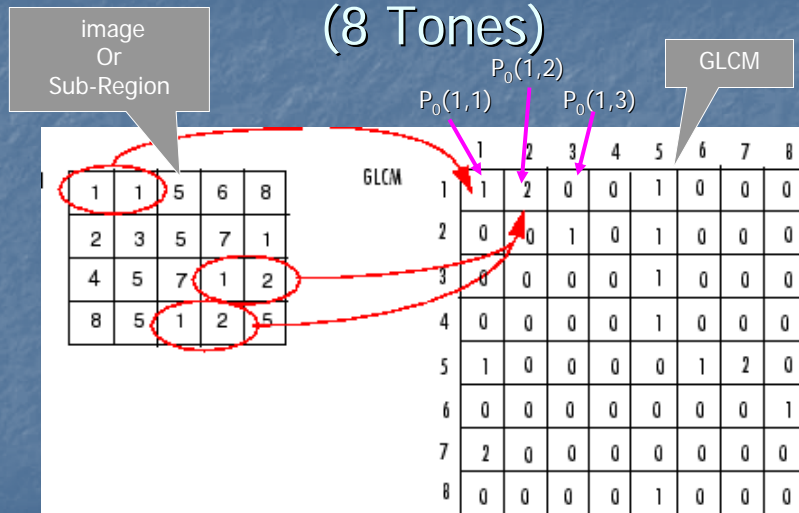 (8 Tones)
image
Or
Sub-Region
P0(1,1)
P0(1,2)
P0(1,3)
GLCM
1 1 5 6 8
2 3 5 7 1
4 5 7 1 2
8 5 1 2 5
GLCM
1 2 3 4 5 6 7 8
1 1 2 0 0 1 0 0 0
2 0 0 1 0 1 0 0 0
3 0 0 0 0 1 0 0 0
4 0 0 0 0 1 0 0 0
5 1 0 0 0 0 1 2 0
6 0 0 0 0 0 0 0 1
7 2 0 0 0 0 0 0 0
8 0 0 0 0 1 0 0 0